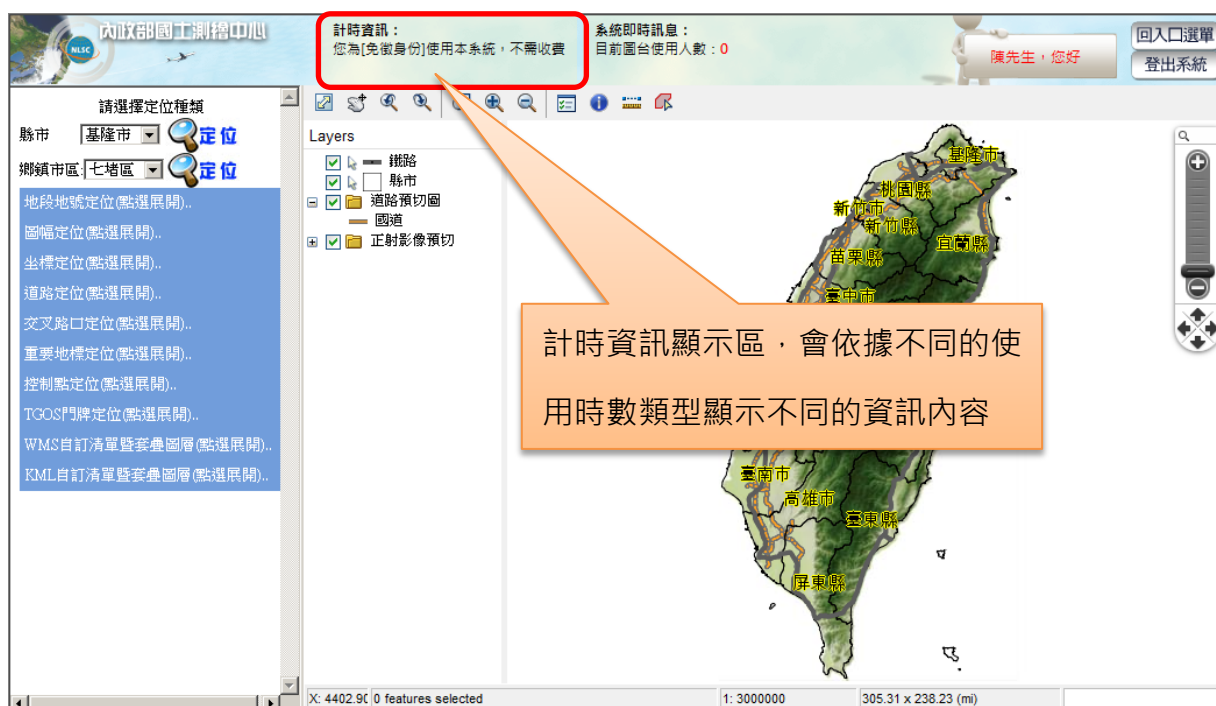 內政部國土測繪中心
NLSC
計時資訊：
您為[免徵身份]使用本系統，不需收費
系統即時訊息：
目前圖台使用人數：0
陳先生，您好
回入口選單
登出系統
請選擇定位種類
縣市 基隆市 定位
鄉鎮市區: 七堵區 定位
地段地號定位(點選展開)..
圖幅定位(點選展開)..
坐標定位(點選展開)..
道路定位(點選展開)..
交叉路口定位(點選展開)..
重要地標定位(點選展開)..
控制點定位(點選展開)..
TGOS門牌定位(點選展開)..
WMS自訂清單暨套疊圖層(點選展開)..
KML自訂清單暨套疊圖層(點選展開)..
Layers
鐵路
縣市
道路預切圖
國道
正射影像預切
基隆市
桃園縣
新竹市
新竹縣
宜蘭縣
苗栗縣
臺中市
計時資訊顯示區，會依據不同的使
用時數類型顯示不同的資訊內容
臺南市
高雄市
臺東縣
屏東縣
X: 4402.90 0 features selected 1: 3000000 305.31 x 238.23 (mi)